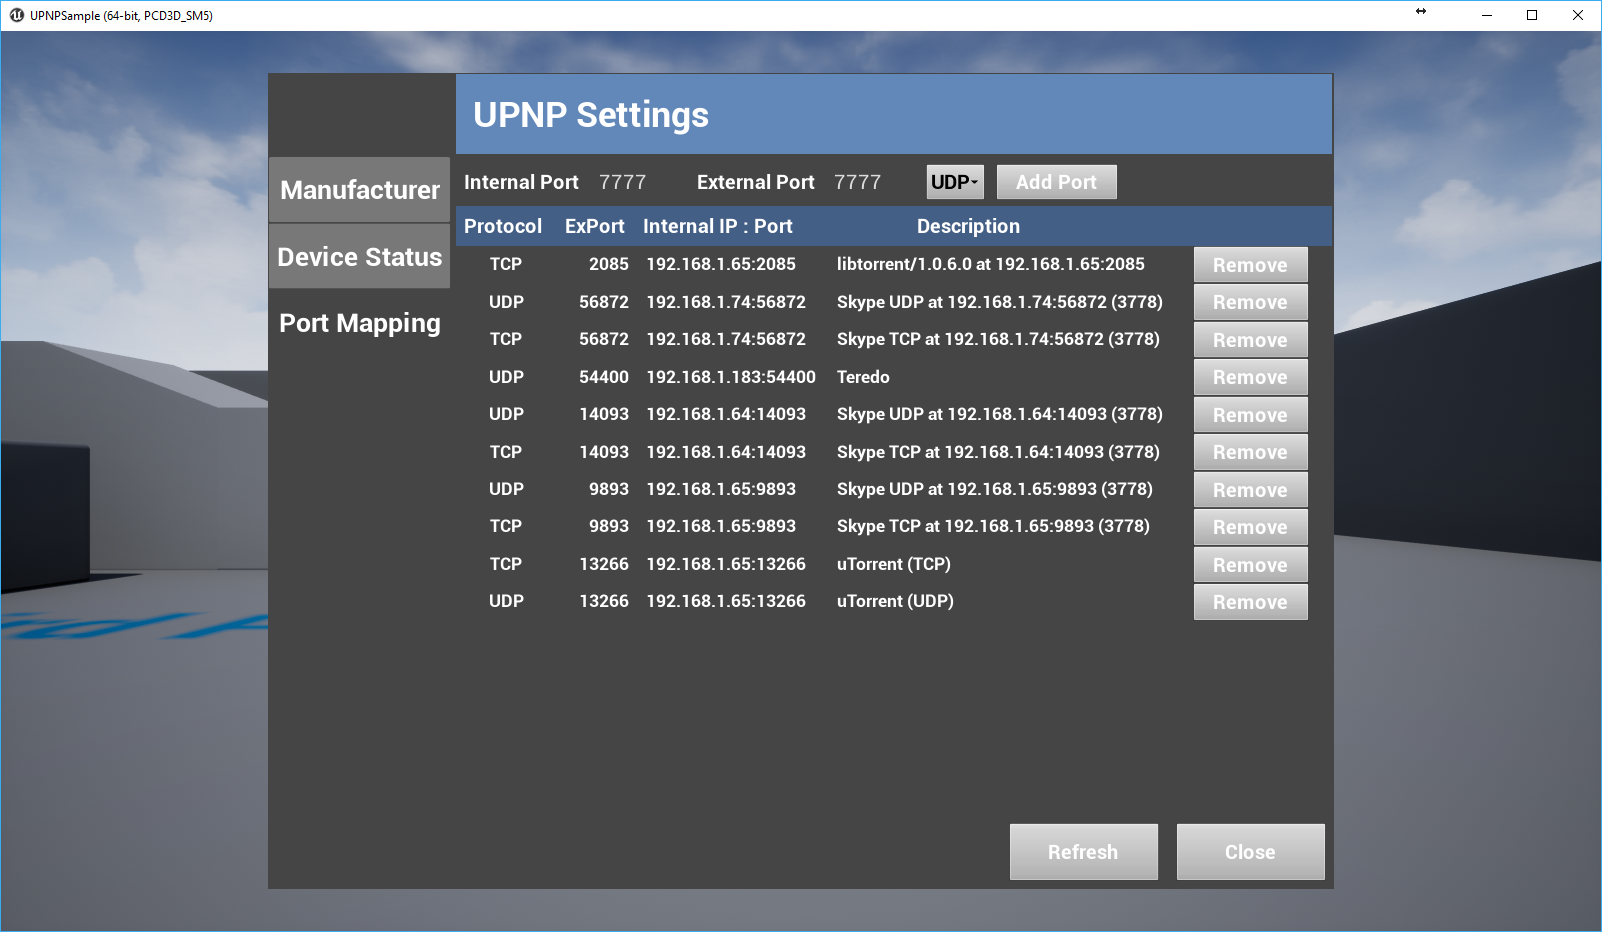 UPNPSample (64-bit, PCD3D_SM5)
UPNP Settings
Manufacturer
Device Status
Port Mapping
Internal Port 7777 External Port 7777 UDP Add Port
Protocol ExPort Internal IP : Port Description
TCP 2085 192.168.1.65:2085 libtorrent/1.0.6.0 at 192.168.1.65:2085 Remove
UDP 56872 192.168.1.74:56872 Skype UDP at 192.168.1.74:56872 (3778) Remove
TCP 56872 192.168.1.74:56872 Skype TCP at 192.168.1.74:56872 (3778) Remove
UDP 54400 192.168.1.183:54400 Teredo Remove
UDP 14093 192.168.1.64:14093 Skype UDP at 192.168.1.64:14093 (3778) Remove
TCP 14093 192.168.1.64:14093 Skype TCP at 192.168.1.64:14093 (3778) Remove
UDP 9893 192.168.1.65:9893 Skype UDP at 192.168.1.65:9893 (3778) Remove
TCP 9893 192.168.1.65:9893 Skype TCP at 192.168.1.65:9893 (3778) Remove
TCP 13266 192.168.1.65:13266 uTorrent (TCP) Remove
UDP 13266 192.168.1.65:13266 uTorrent (UDP) Remove
Refresh Close